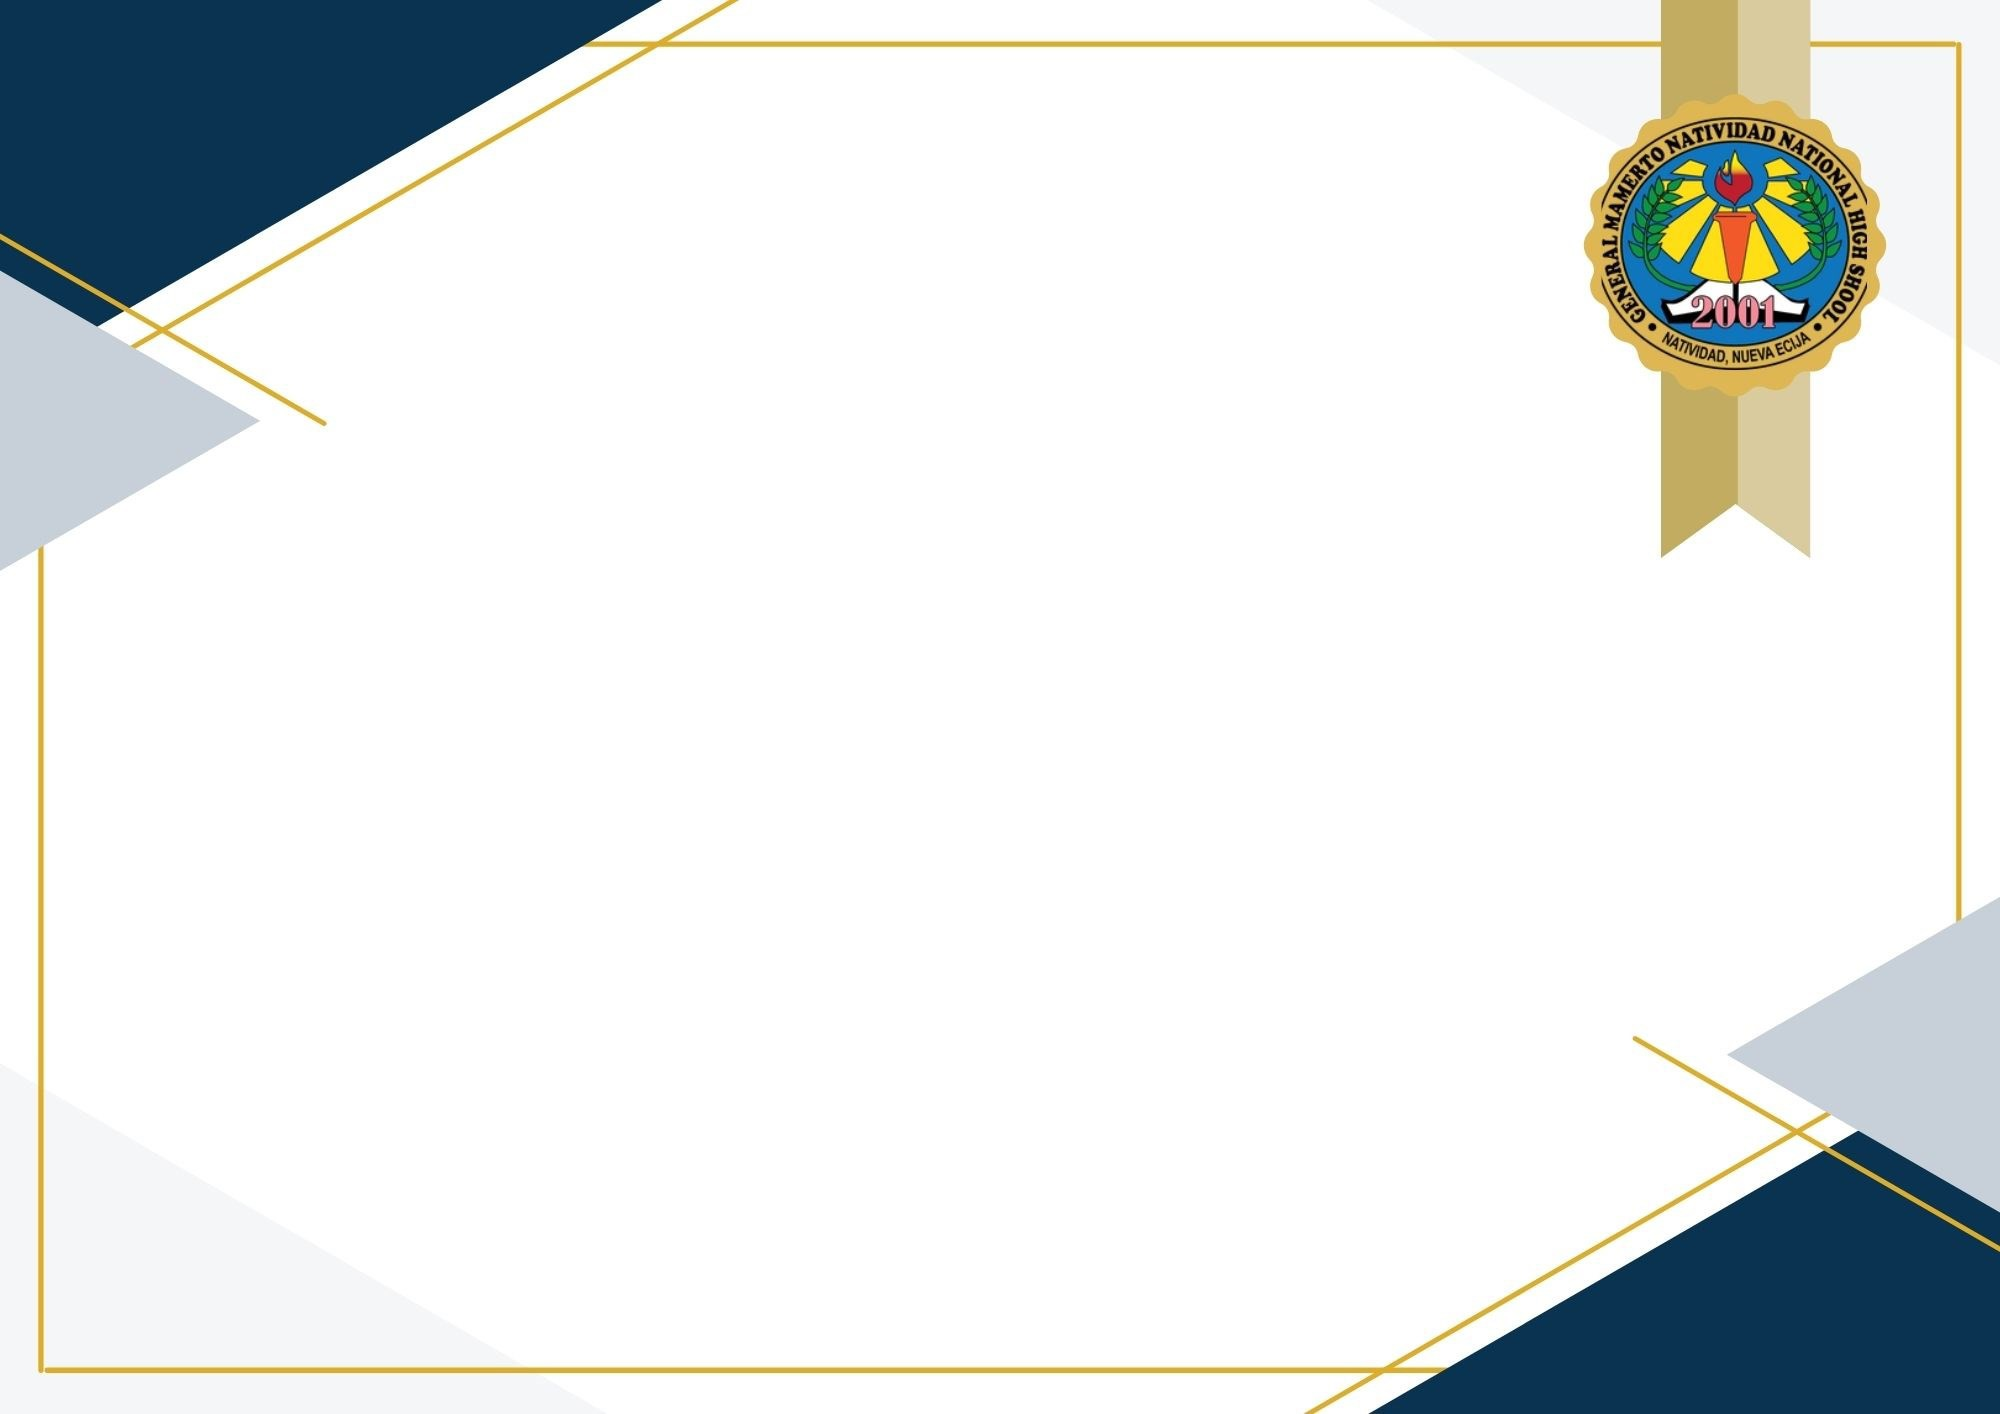 GENERAL MAMERTO NATIVIDAD NATIONAL HIGH SHOOL
2001
NATIVIDAD, NUEVA ECIJA